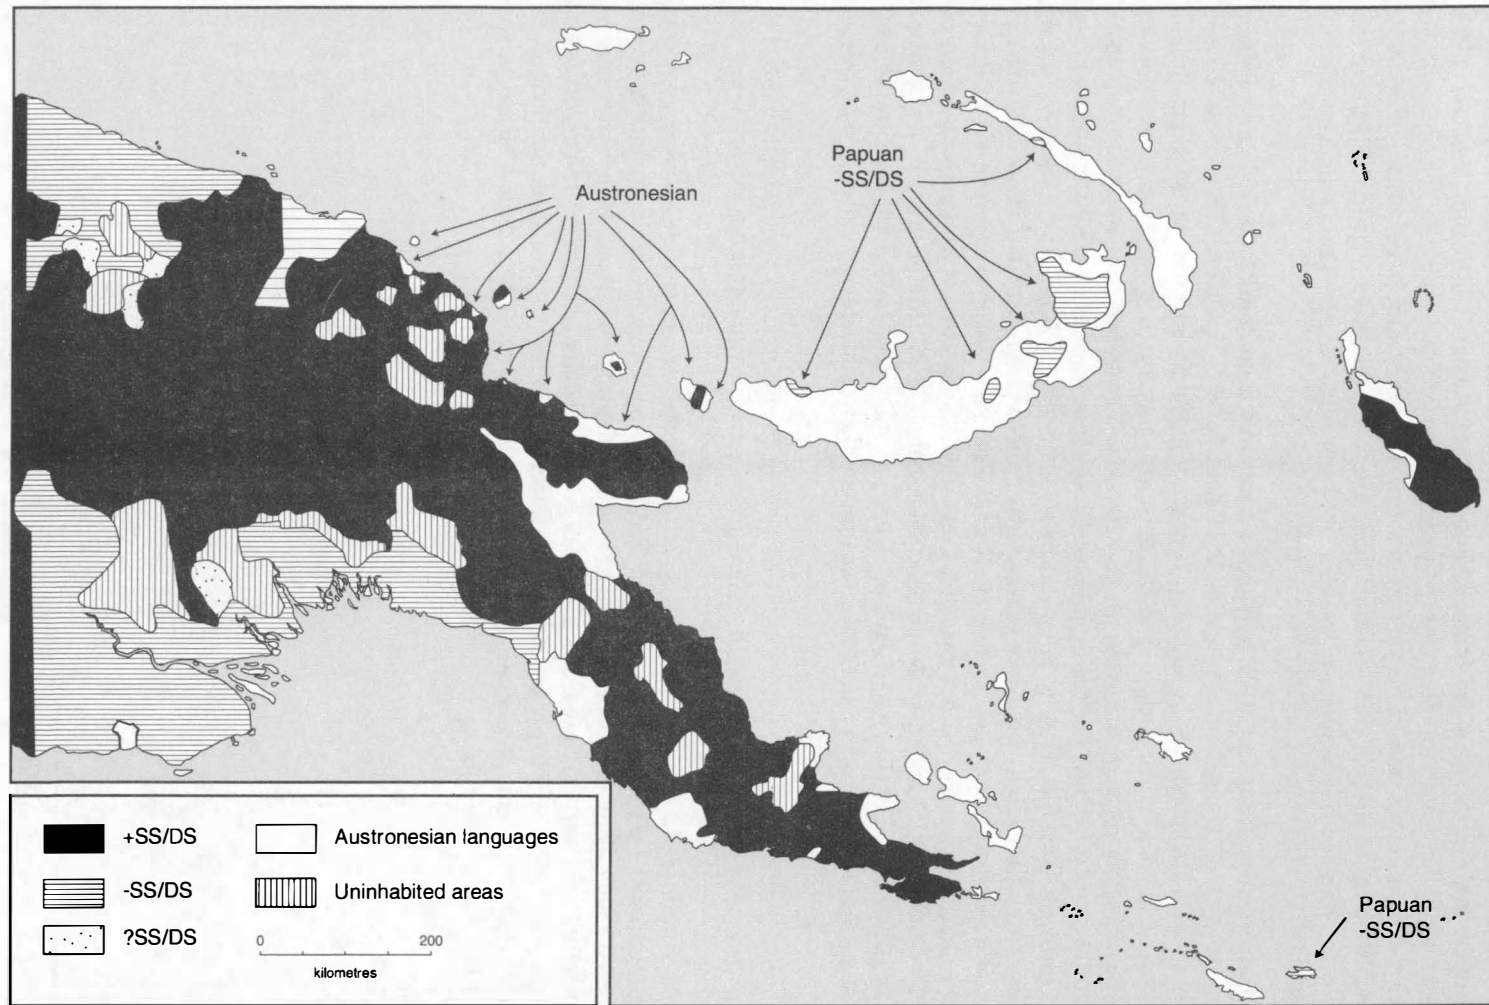 Papuan
-SS/DS
Austronesian
+SS/DS
Austronesian languages
-SS/DS
Uninhabited areas
?SS/DS
0 200
kilometres
Papuan
-SS/DS